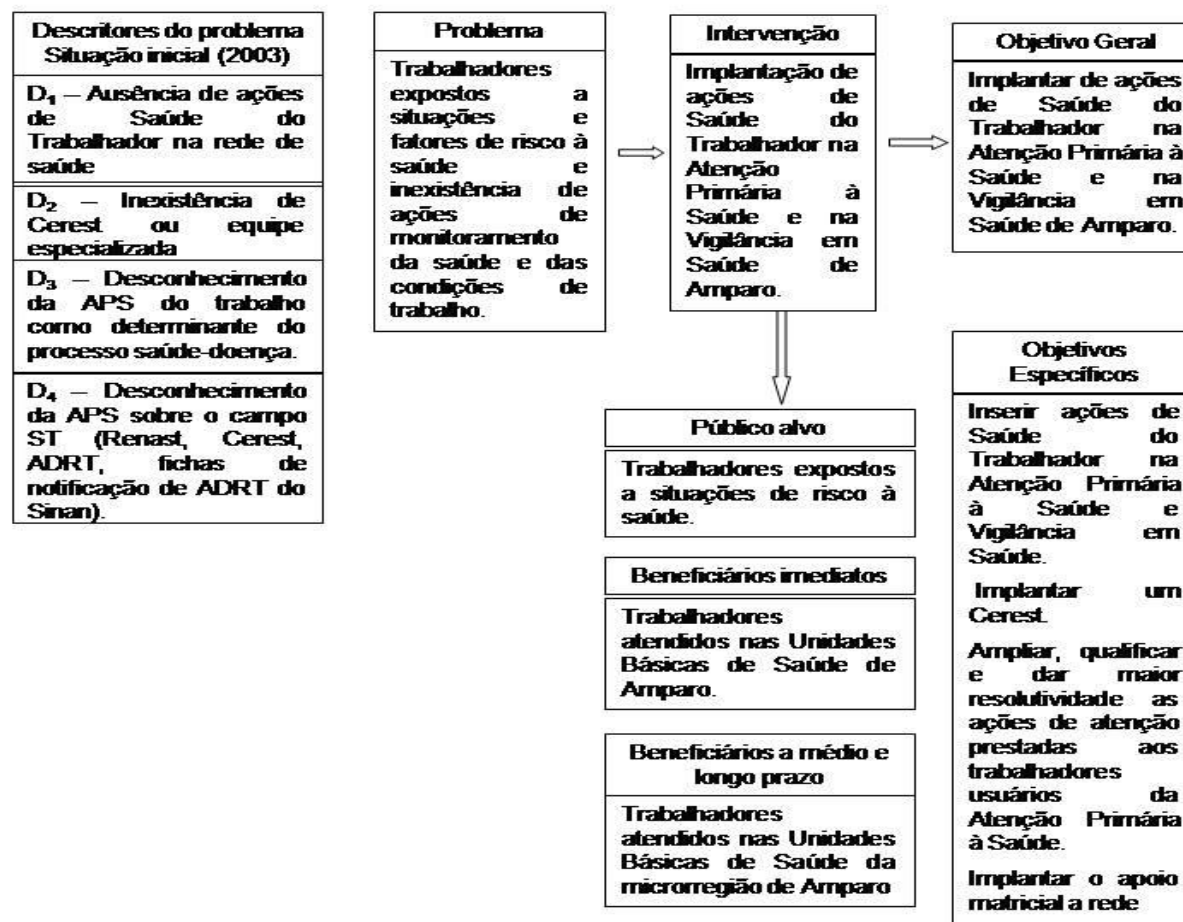 Descritores do problema
Situação inicial (2003)
D₁ – Ausência de ações
de Saúde do
Trabalhador na rede de
saúde
D₂ – Inexistência de
Cerest ou equipe
especializada
D₃ – Desconhecimento
da APS do trabalho
como determinante do
processo saúde-doença.
D₄ – Desconhecimento
da APS sobre o campo
ST (Renast, Cerest,
ADRT, fichas de
notificação de ADRT do
Sinan).
Problema
Trabalhadores
expostos a
situações e
fatores de risco à
saúde e
inexistência de
ações de
monitoramento
da saúde e das
condições de
trabalho.
Intervenção
Implantação de
ações de
Saúde do
Trabalhador na
Atenção
Primária à
Saúde e na
Vigilância em
Saúde de
Amparo.
Objetivo Geral
Implantar de ações
de Saúde do
Trabalhador na
Atenção Primária à
Saúde e na
Vigilância em
Saúde de Amparo.
Público alvo
Trabalhadores expostos
a situações de risco à
saúde.
Beneficiários imediatos
Trabalhadores
atendidos nas Unidades
Básicas de Saúde de
Amparo.
Beneficiários a médio e
longo prazo
Trabalhadores
atendidos nas Unidades
Básicas de Saúde da
microrregião de Amparo
Objetivos
Específicos
Inserir ações de
Saúde do
Trabalhador na
Atenção Primária
à Saúde e
Vigilância em
Saúde.
Implantar um
Cerest.
Ampliar, qualificar
e dar maior
resolutividade as
ações de atenção
prestadas aos
trabalhadores
usuários da
Atenção Primária
à Saúde.
Implantar o apoio
matricial a rede